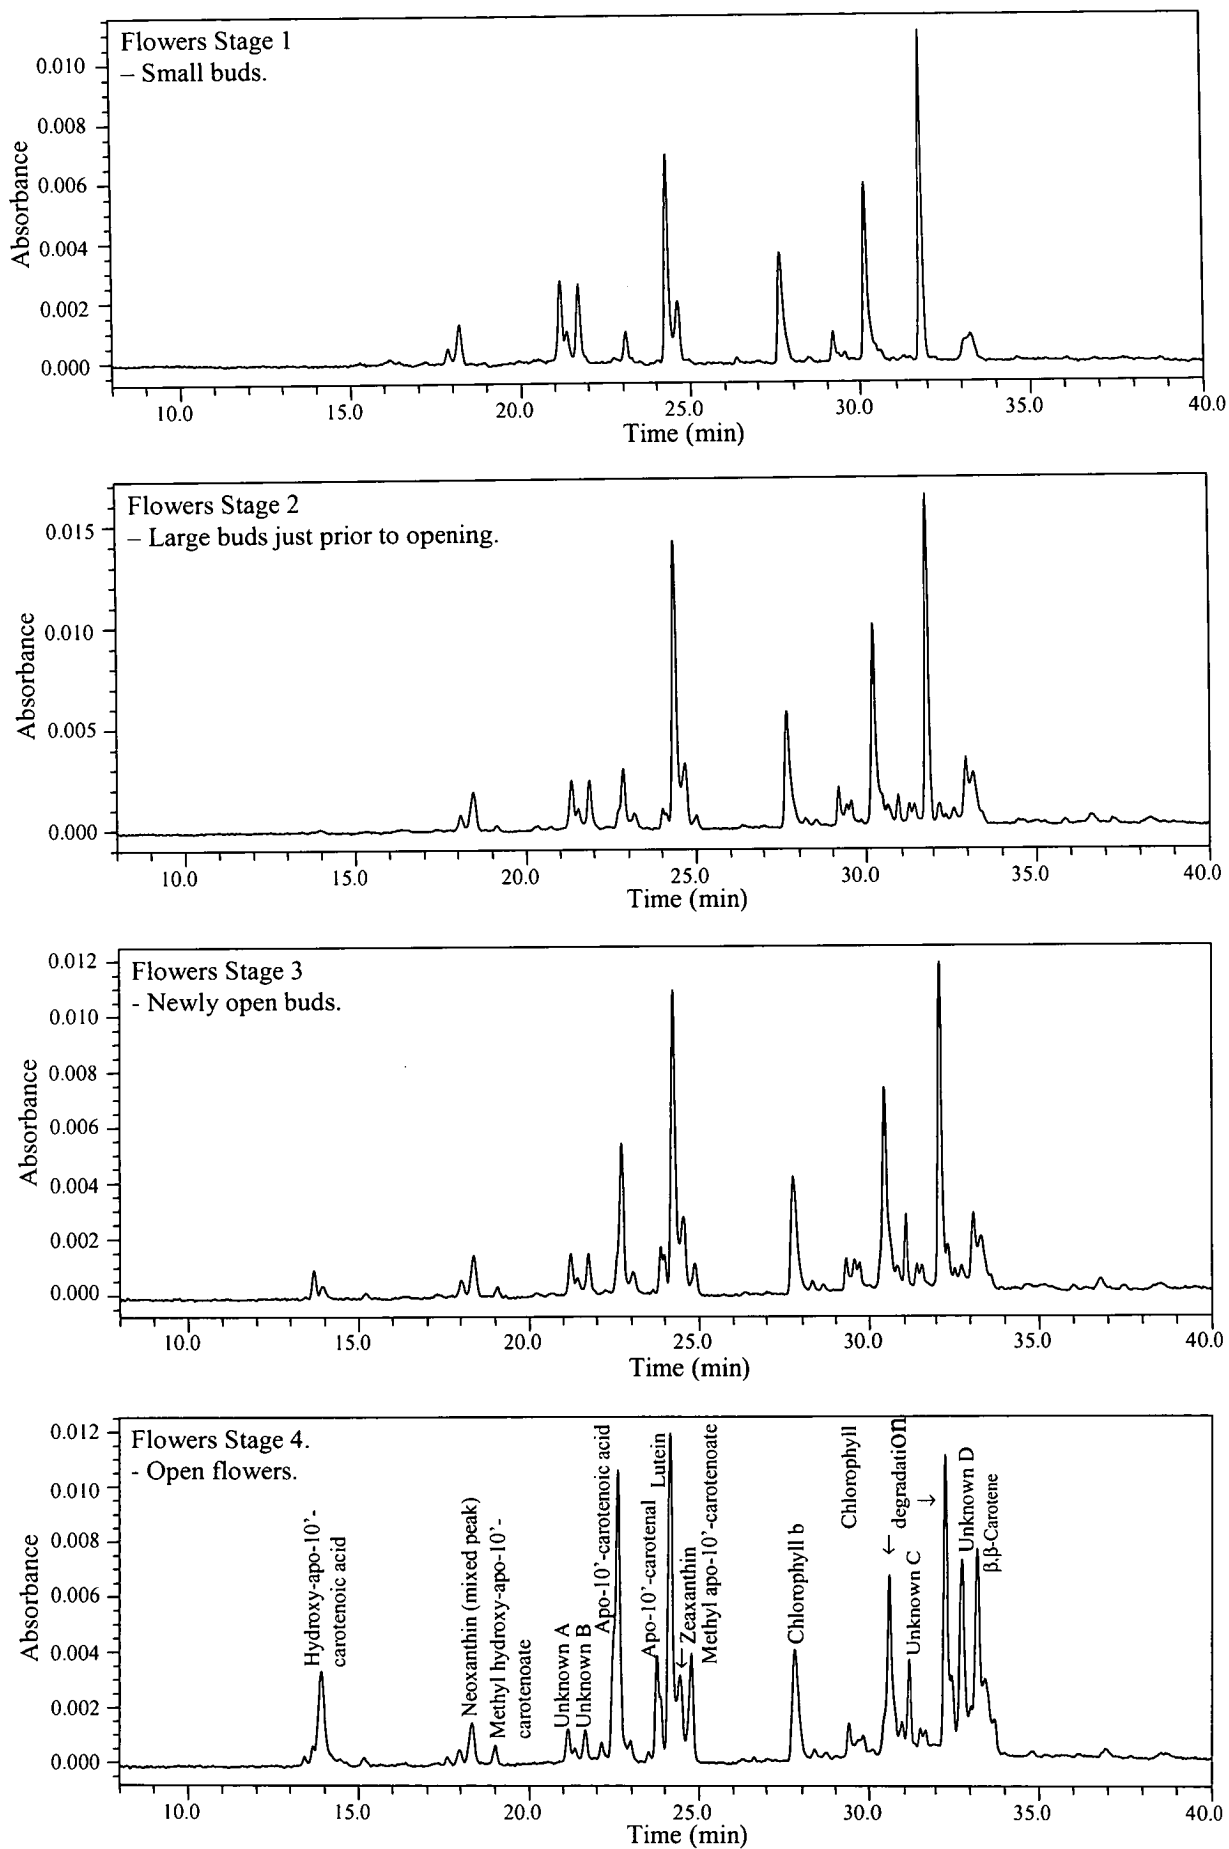 Flowers Stage 1
– Small buds.
Absorbance
0.010
0.008
0.006
0.004
0.002
0.000
10.0 15.0 20.0 25.0 30.0 35.0 40.0
Time (min)
Flowers Stage 2
– Large buds just prior to opening.
Absorbance
0.015
0.010
0.005
0.000
10.0 15.0 20.0 25.0 30.0 35.0 40.0
Time (min)
Flowers Stage 3
- Newly open buds.
Absorbance
0.012
0.010
0.008
0.006
0.004
0.002
0.000
10.0 15.0 20.0 25.0 30.0 35.0 40.0
Time (min)
Flowers Stage 4.
- Open flowers.
Absorbance
0.012
0.010
0.008
0.006
0.004
0.002
0.000
Hydroxy-apo-10'-
carotenoic acid
Neoxanthin (mixed peak)
Methyl hydroxy-apo-10'-
carotenoate
Unknown A
Unknown B
Apo-10'-carotenoic acid
Apo-10'-carotenal
Lutein
← Zeaxanthin
Methyl apo-10'-carotenoate
Chlorophyll b
Chlorophyll
← degradation →
Unknown C
Unknown D
β,β-Carotene
10.0 15.0 20.0 25.0 30.0 35.0 40.0
Time (min)